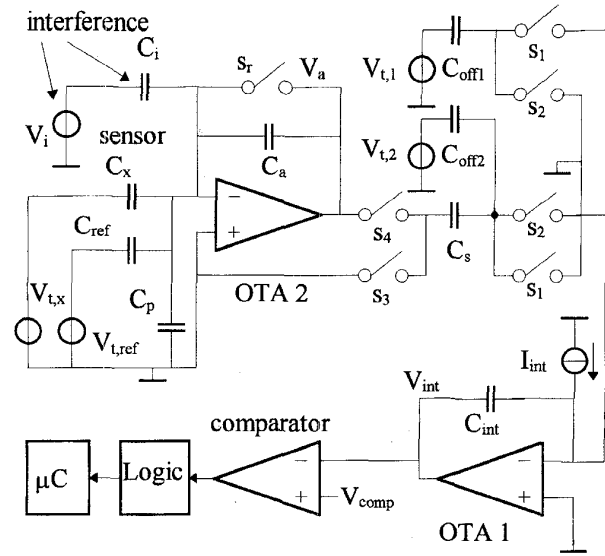 interference
C_i
s_r
V_a
V_t,1
C_off1
s_1
V_i
s_2
sensor
C_a
V_t,2
C_off2
C_x
−
C_ref
+
s_4
C_s
s_2
OTA 2
s_3
s_1
V_t,x
C_p
V_t,ref
I_int
V_int
C_int
comparator
μC
Logic
−
−
+
V_comp
+
OTA 1